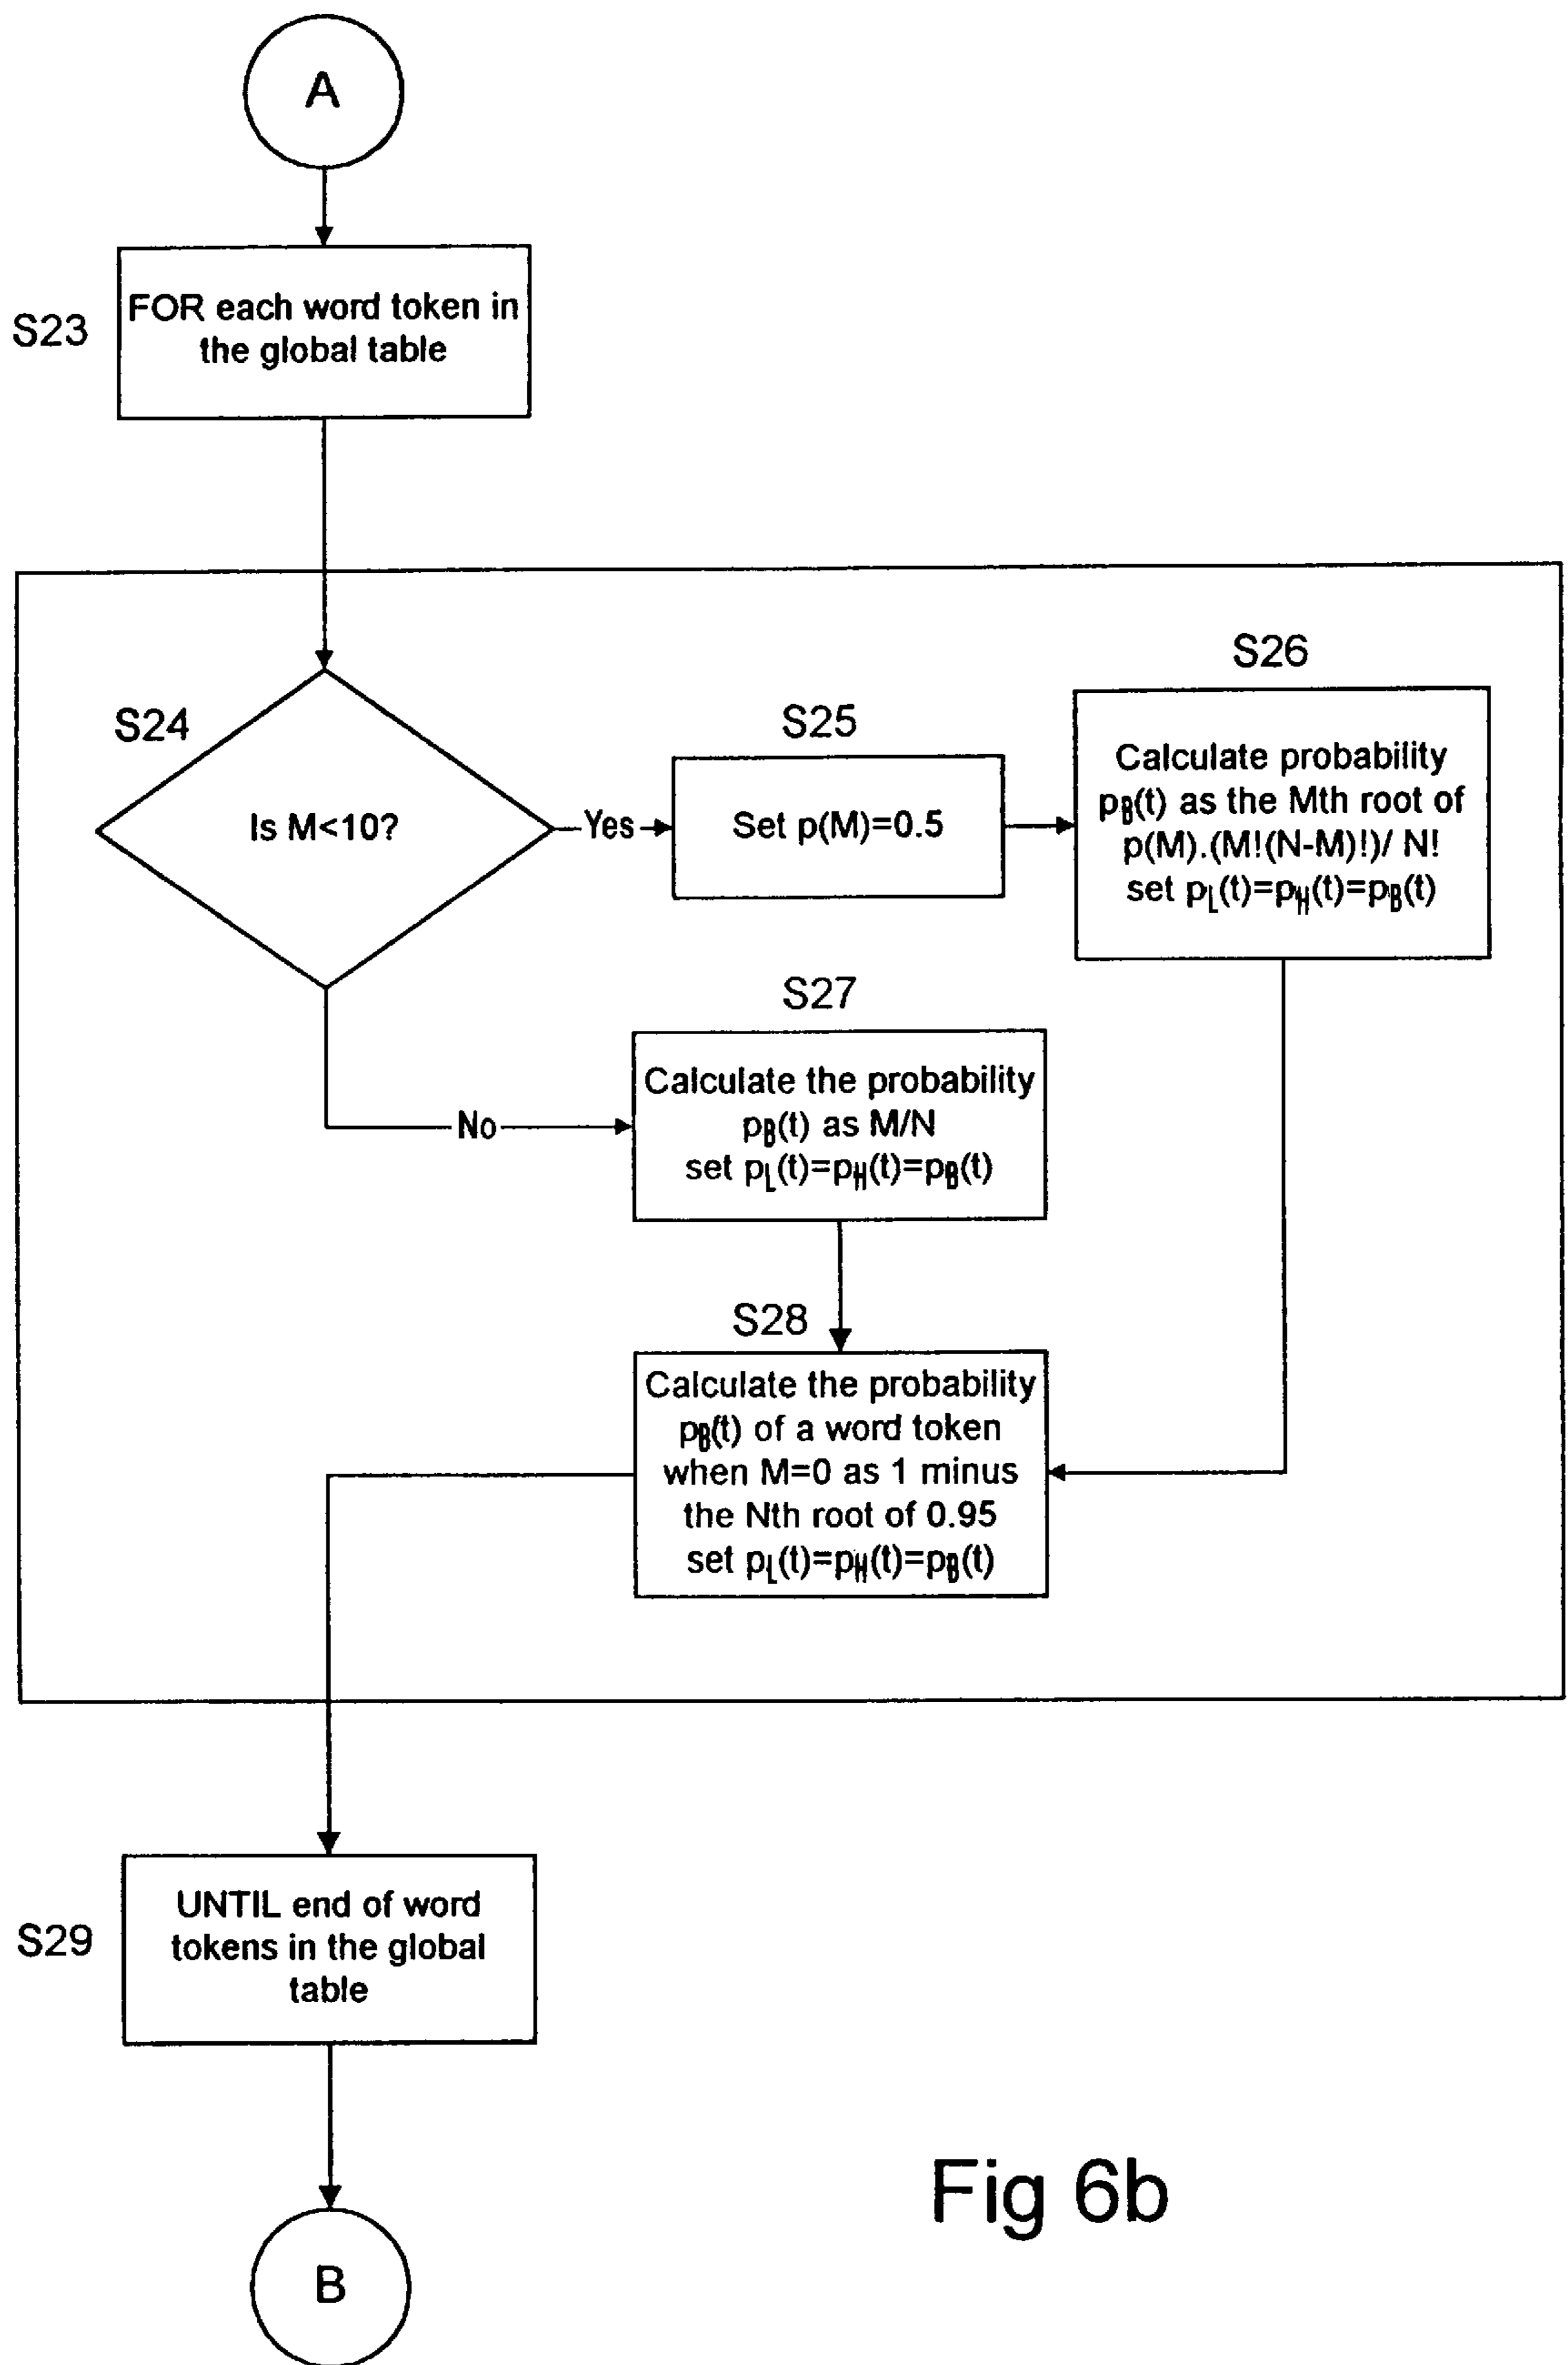 A
S23
FOR each word token in
the global table
S24
Is M<10?
Yes
S25
Set p(M)=0.5
S26
Calculate probability
pB(t) as the Mth root of
p(M).(M!(N-M)!)/ N!
set pL(t)=pH(t)=pB(t)
No
S27
Calculate the probability
pB(t) as M/N
set pL(t)=pH(t)=pB(t)
S28
Calculate the probability
pB(t) of a word token
when M=0 as 1 minus
the Nth root of 0.95
set pL(t)=pH(t)=pB(t)
S29
UNTIL end of word
tokens in the global
table
B
Fig 6b